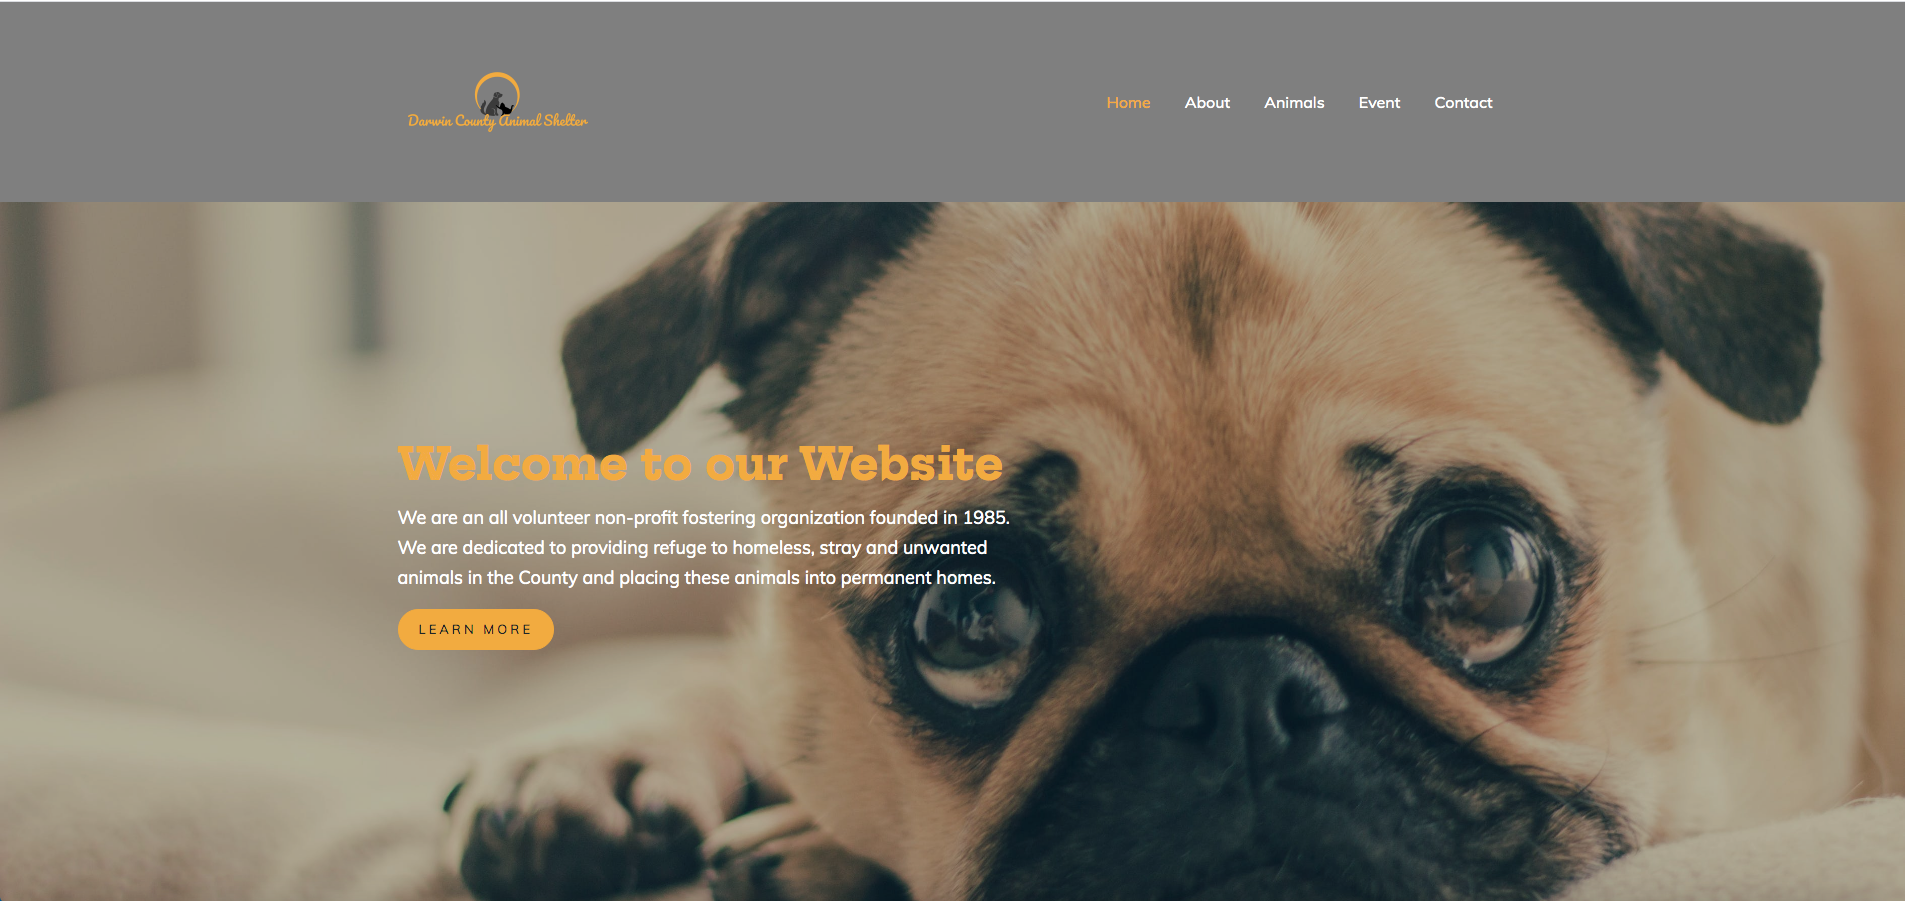 Darwin County Animal Shelter
Home About Animals Event Contact
Welcome to our Website
We are an all volunteer non-profit fostering organization founded in 1985.
We are dedicated to providing refuge to homeless, stray and unwanted
animals in the County and placing these animals into permanent homes.
LEARN MORE